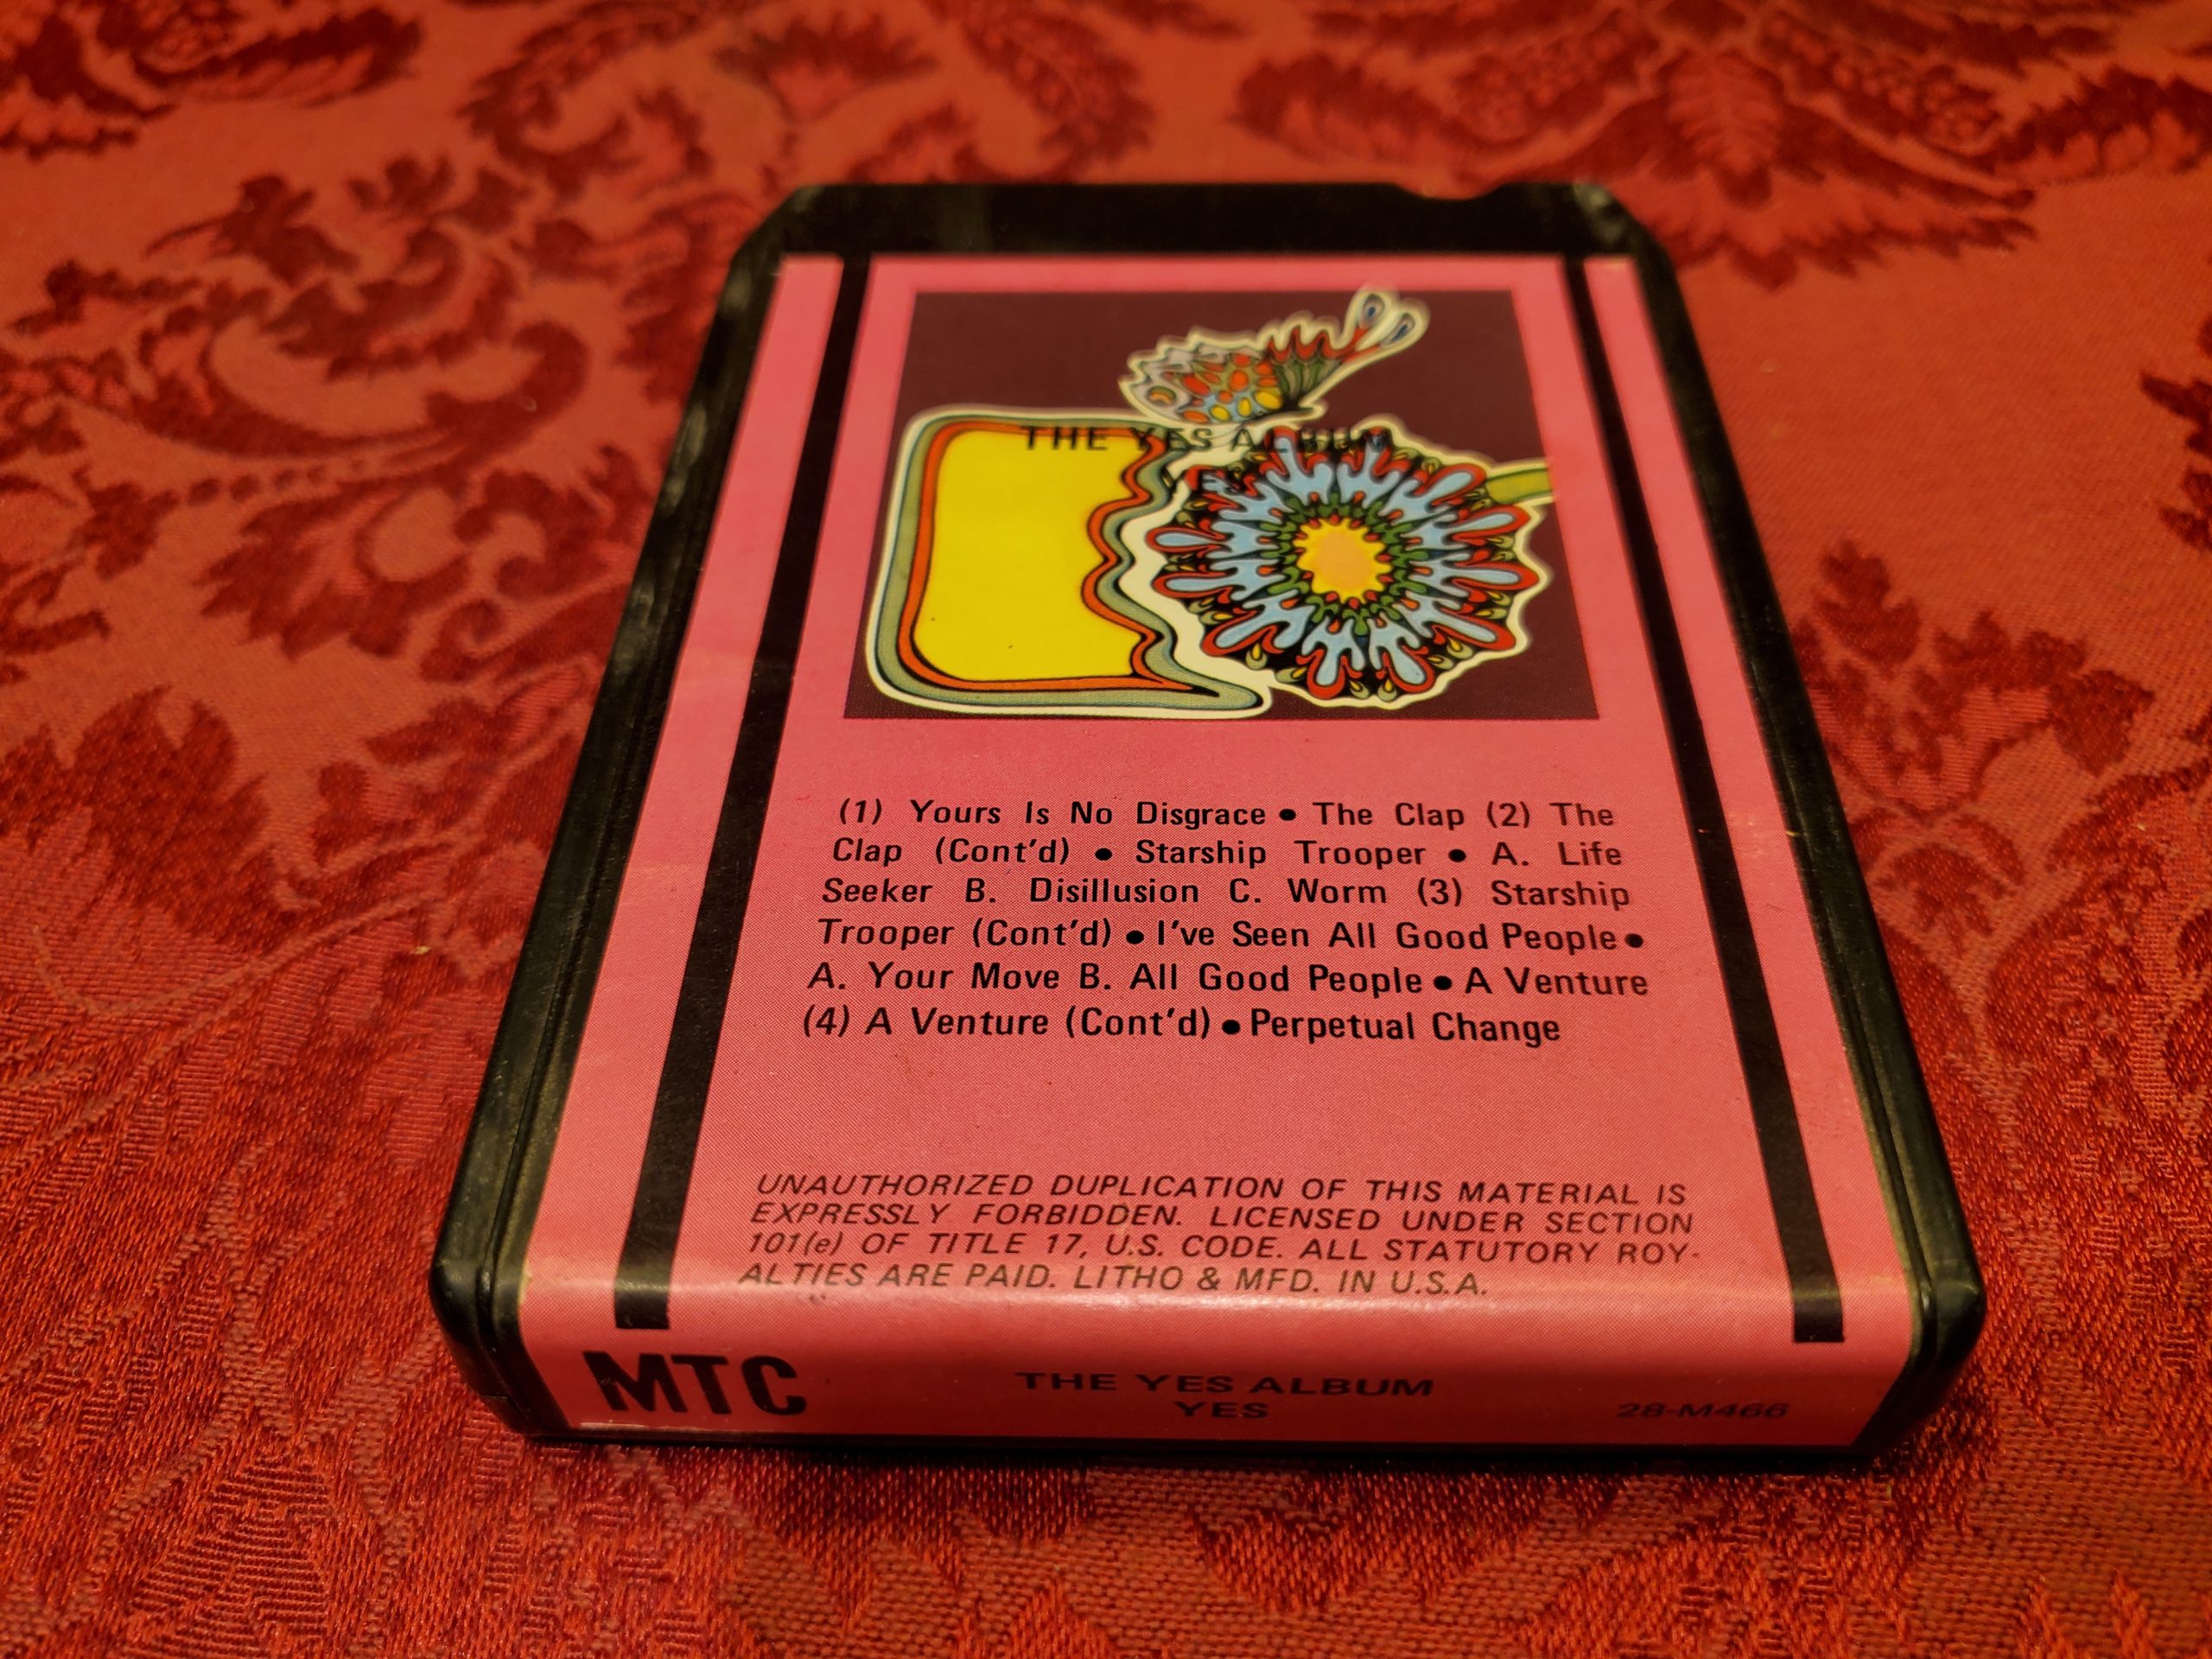 THE YES ALBUM
(1) Yours Is No Disgrace • The Clap (2) The
Clap (Cont'd) • Starship Trooper • A. Life
Seeker B. Disillusion C. Worm (3) Starship
Trooper (Cont'd) • I've Seen All Good People •
A. Your Move B. All Good People • A Venture
(4) A Venture (Cont'd) • Perpetual Change
UNAUTHORIZED DUPLICATION OF THIS MATERIAL IS
EXPRESSLY FORBIDDEN. LICENSED UNDER SECTION
101(e) OF TITLE 17, U.S. CODE. ALL STATUTORY ROY-
ALTIES ARE PAID. LITHO & MFD. IN U.S.A.
MTC
THE YES ALBUM
YES
28-M466